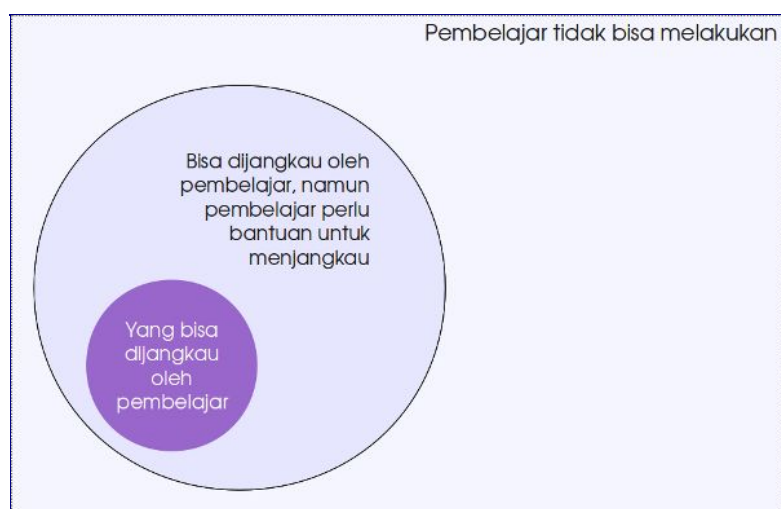 Pembelajar tidak bisa melakukan
Bisa dijangkau oleh
pembelajar, namun
pembelajar perlu
bantuan untuk
menjangkau
Yang bisa
dijangkau
oleh
pembelajar